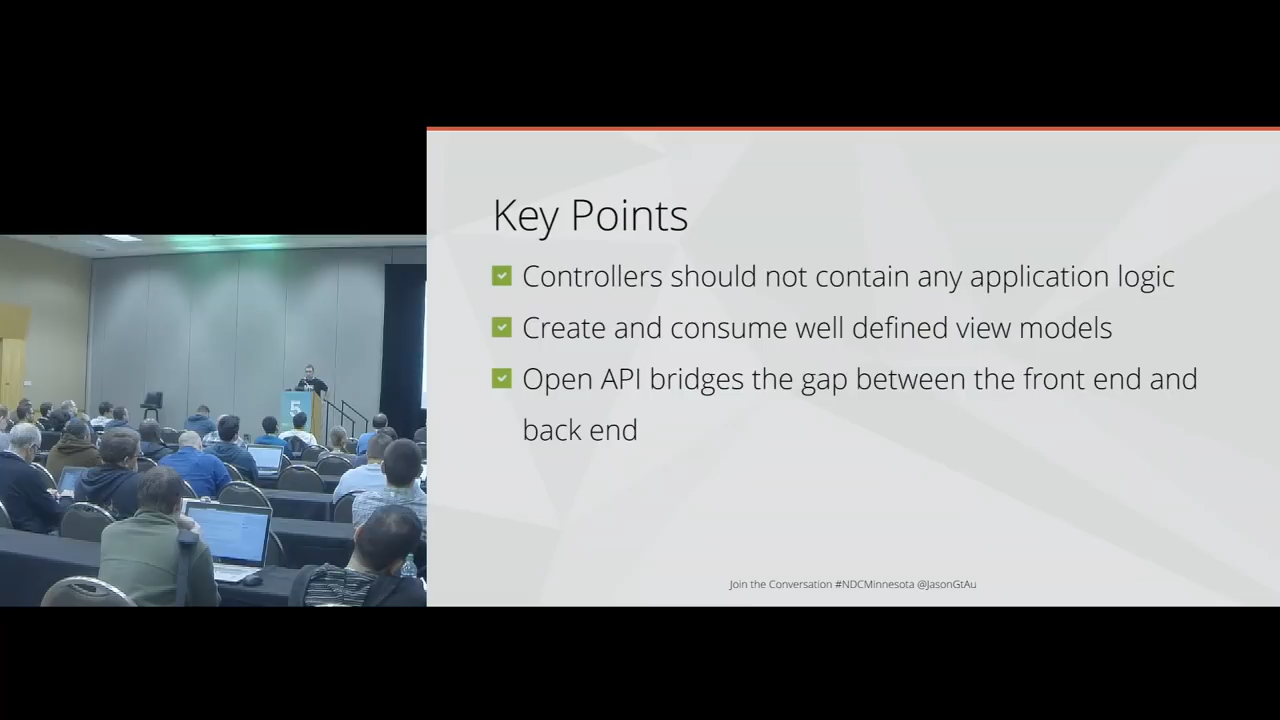 Key Points
Controllers should not contain any application logic
Create and consume well defined view models
Open API bridges the gap between the front end and
back end
Join the Conversation #NDCMinnesota @JasonGtAu
5